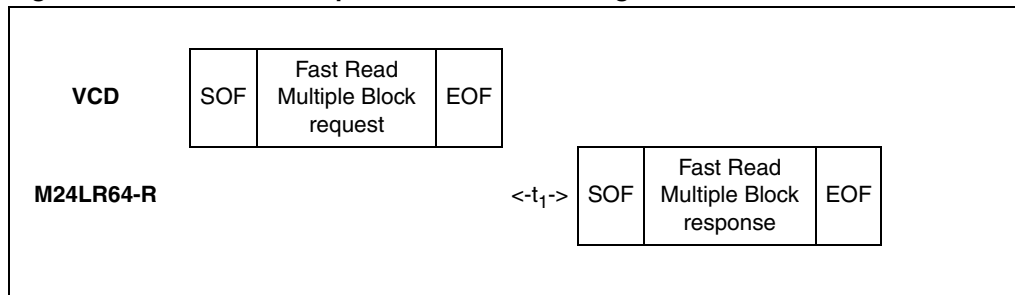 VCD
SOF
Fast Read
Multiple Block
request
EOF
M24LR64-R
<-t1->
SOF
Fast Read
Multiple Block
response
EOF